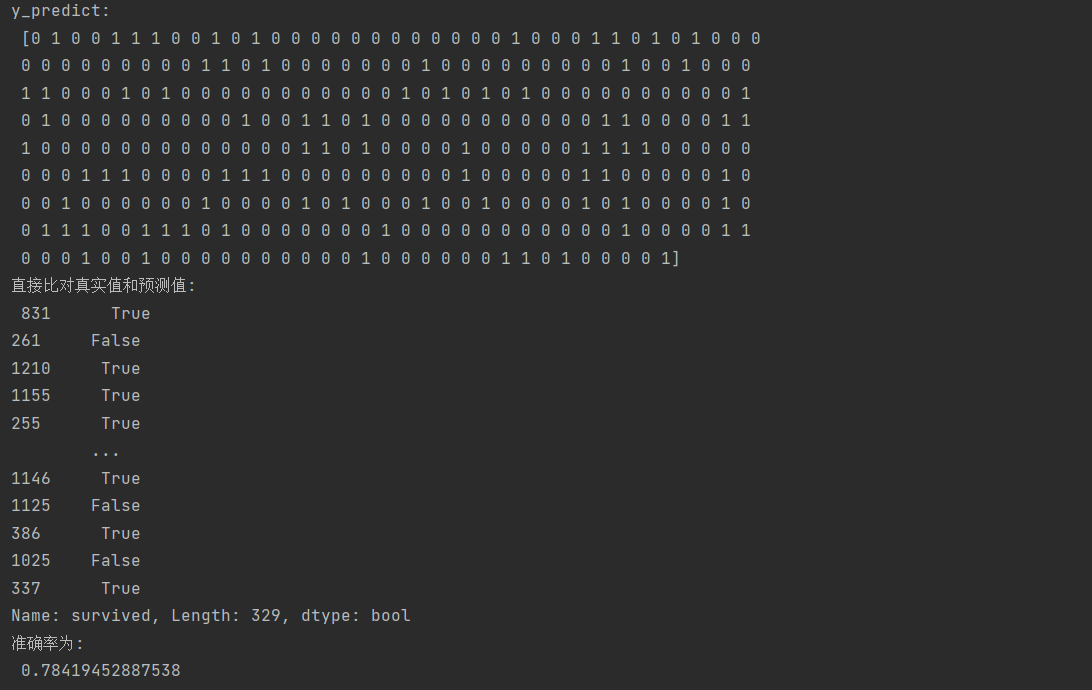 y_predict:
[0 1 0 0 1 1 1 0 0 1 0 1 0 0 0 0 0 0 0 0 0 0 0 0 1 0 0 0 1 1 0 1 0 1 0 0 0
0 0 0 0 0 0 0 0 0 1 1 0 1 0 0 0 0 0 0 0 1 0 0 0 0 0 0 0 0 0 1 0 0 1 0 0 0
1 1 0 0 0 1 0 1 0 0 0 0 0 0 0 0 0 0 0 1 0 1 0 1 0 1 0 0 0 0 0 0 0 0 0 0 1
0 1 0 0 0 0 0 0 0 0 0 1 0 0 1 1 0 1 0 0 0 0 0 0 0 0 0 0 0 1 1 0 0 0 0 1 1
1 0 0 0 0 0 0 0 0 0 0 0 0 0 1 1 0 1 0 0 0 0 1 0 0 0 0 0 1 1 1 1 0 0 0 0 0
0 0 0 1 1 1 0 0 0 0 1 1 1 0 0 0 0 0 0 0 0 0 1 0 0 0 0 0 1 1 0 0 0 0 0 1 0
0 0 1 0 0 0 0 0 0 1 0 0 0 0 1 0 1 0 0 0 1 0 0 1 0 0 0 0 1 0 1 0 0 0 0 1 0
0 1 1 1 0 0 1 1 1 0 1 0 0 0 0 0 0 0 1 0 0 0 0 0 0 0 0 0 0 0 1 0 0 0 0 1 1
0 0 0 1 0 0 1 0 0 0 0 0 0 0 0 0 0 1 0 0 0 0 0 0 1 1 0 1 0 0 0 0 1]
直接比对真实值和预测值:
831 True
261 False
1210 True
1155 True
255 True
...
1146 True
1125 False
386 True
1025 False
337 True
Name: survived, Length: 329, dtype: bool
准确率为:
0.78419452887538